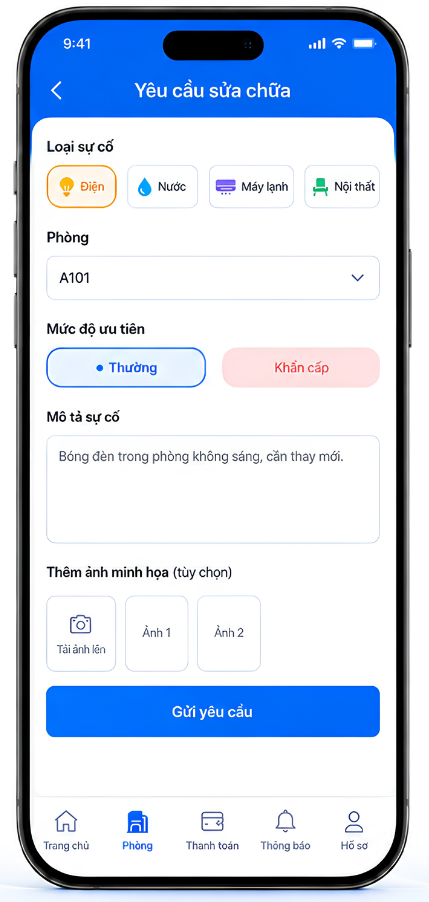 9:41
Yêu cầu sửa chữa
Loại sự cố
Điện Nước Máy lạnh Nội thất
Phòng
A101
Mức độ ưu tiên
Thường Khẩn cấp
Mô tả sự cố
Bóng đèn trong phòng không sáng, cần thay mới.
Thêm ảnh minh họa (tùy chọn)
Tải ảnh lên Ảnh 1 Ảnh 2
Gửi yêu cầu
Trang chủ Phòng Thanh toán Thông báo Hồ sơ